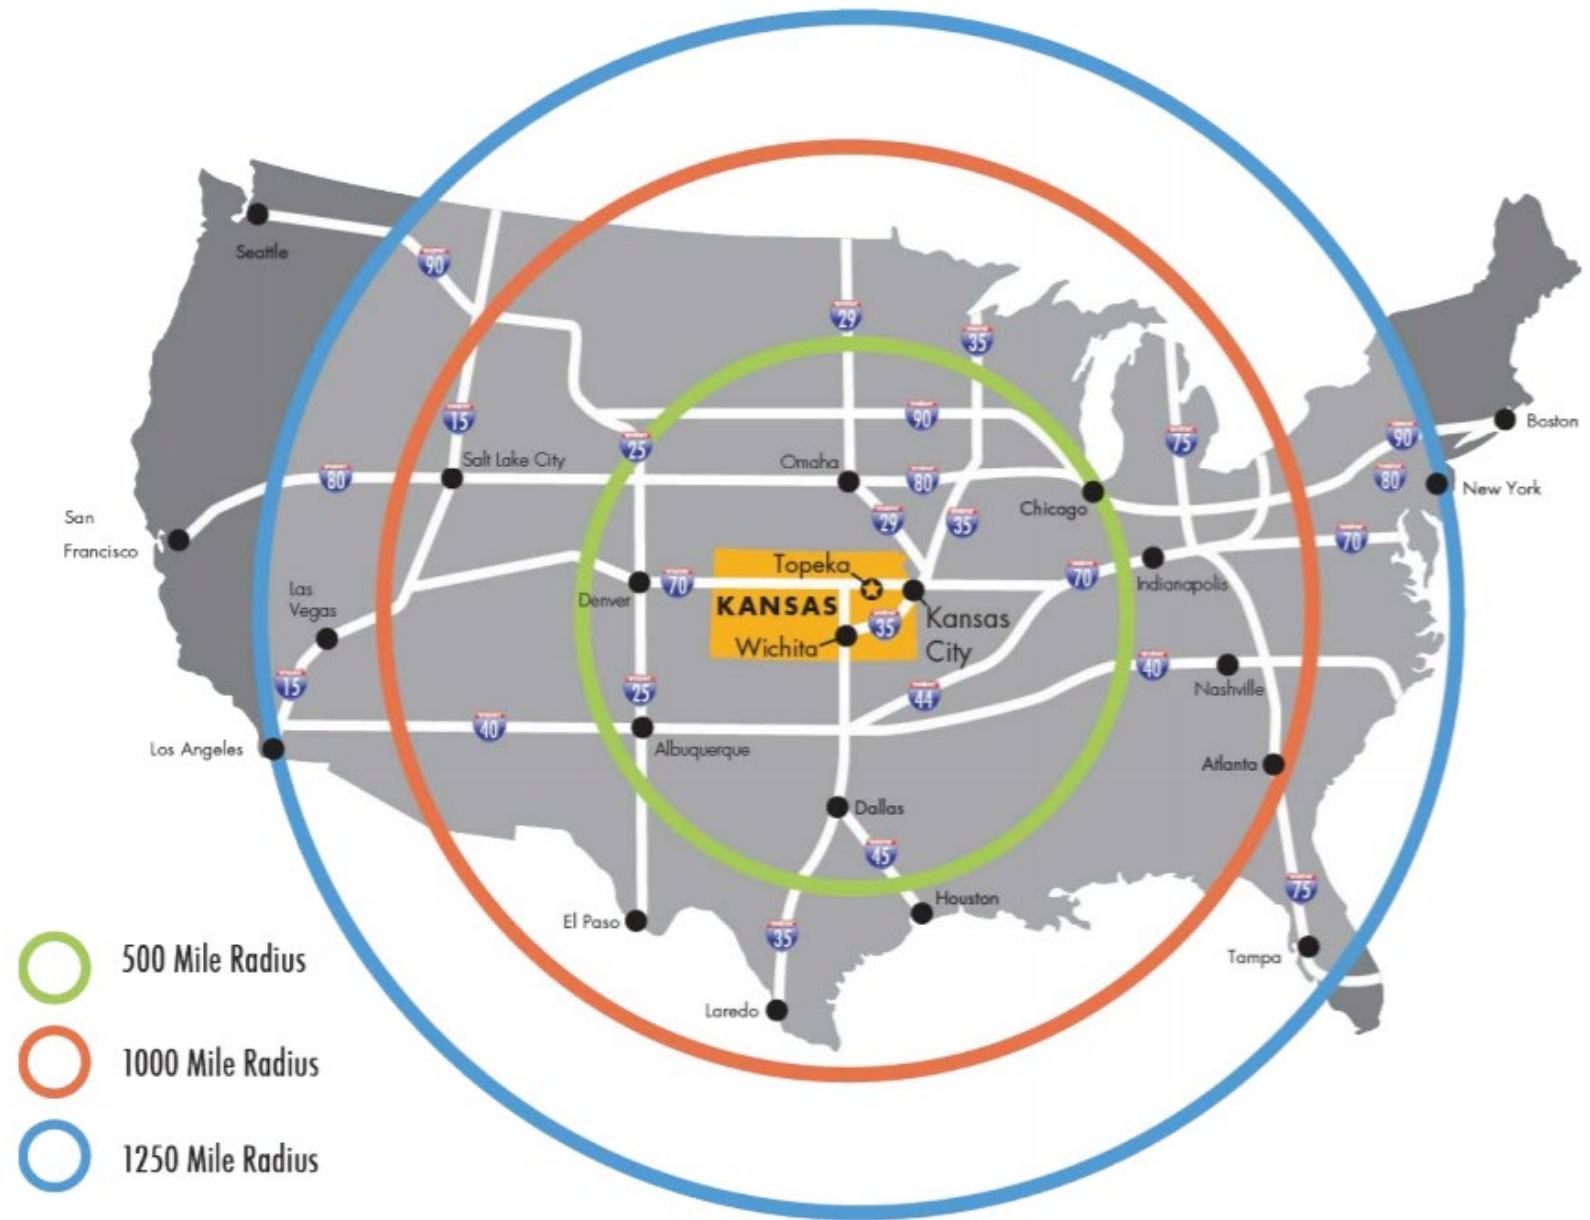 Seattle
90
29
35
15
25
90
75
90
Boston
Salt Lake City
Omaha
80
80
80
New York
Chicago
San
Francisco
29
35
70
Topeka
70
Indianapolis
Las
Vegas
Denver
70
KANSAS
35
Kansas
City
Wichita
15
25
44
40
Nashville
40
Los Angeles
Albuquerque
Atlanta
Dallas
45
75
Houston
El Paso
35
Tampa
Laredo
500 Mile Radius
1000 Mile Radius
1250 Mile Radius